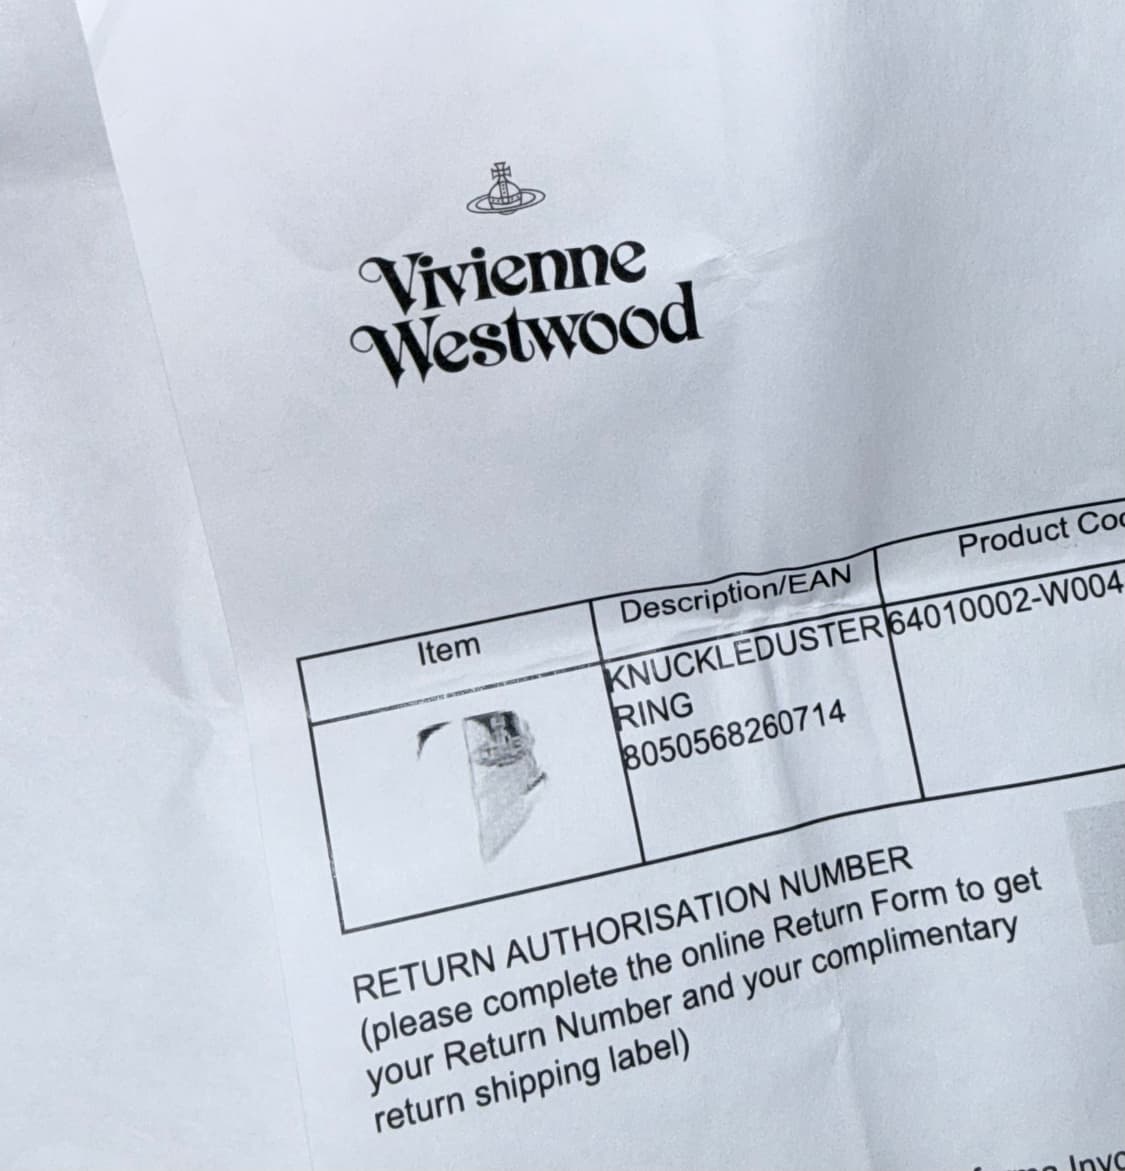 Vivienne
Westwood
Item
Description/EAN
Product
KNUCKLEDUSTER
RING
8050568260714
64010002-W004
RETURN AUTHORISATION NUMBER
(please complete the online Return Form to get
your Return Number and your complimentary
return shipping label)